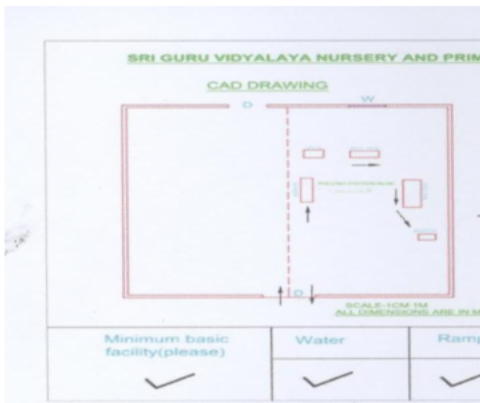 SRI GURU VIDYALAYA NURSERY AND PRIM
CAD DRAWING
D
W
D
SCALE-1CM-1M
ALL DIMENSIONS ARE IN M
Minimum basic
facility(please)
Water
Ramp